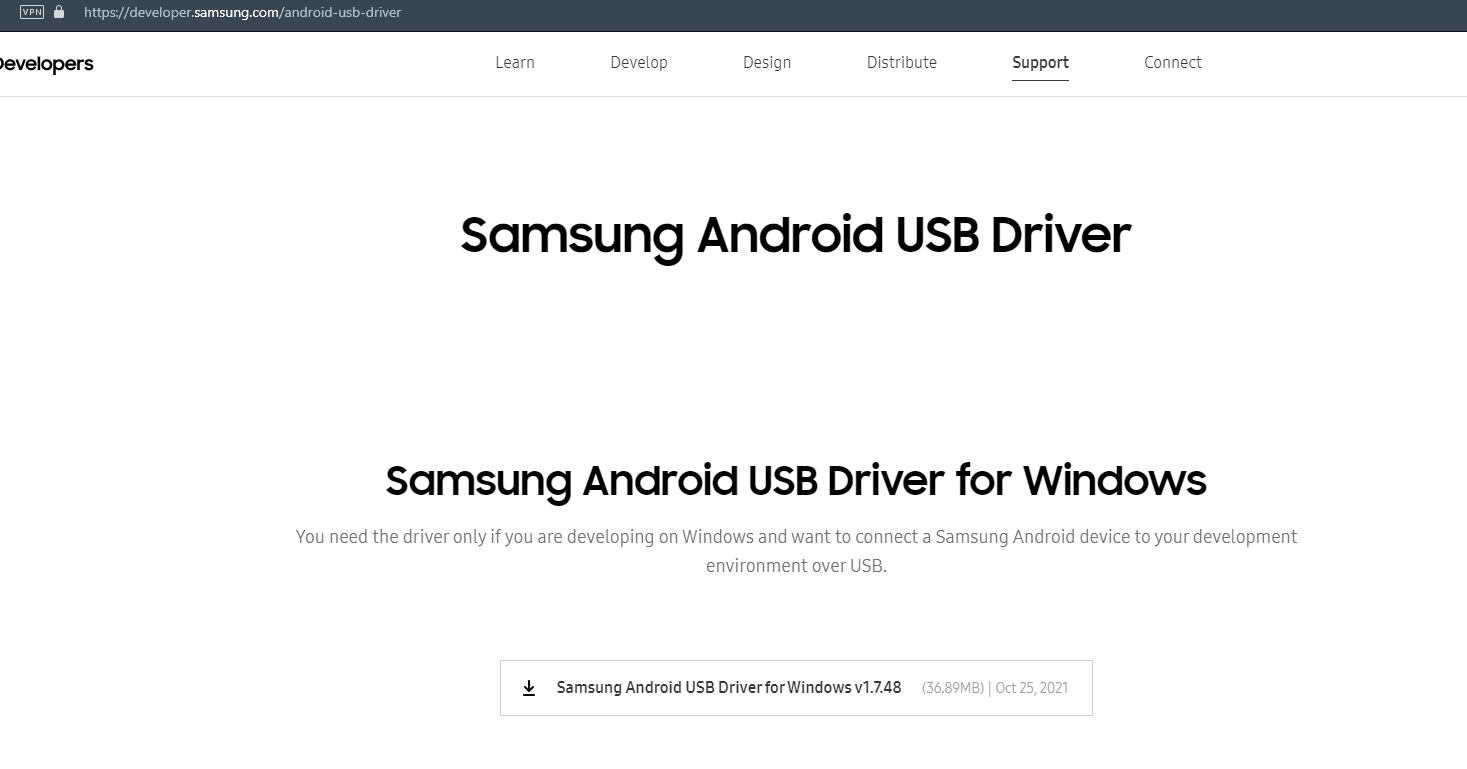 VPN https://developer.samsung.com/android-usb-driver
Developers Learn Develop Design Distribute Support Connect
Samsung Android USB Driver
Samsung Android USB Driver for Windows
You need the driver only if you are developing on Windows and want to connect a Samsung Android device to your development
environment over USB.
Samsung Android USB Driver for Windows v1.7.48 (36.89MB) | Oct 25, 2021